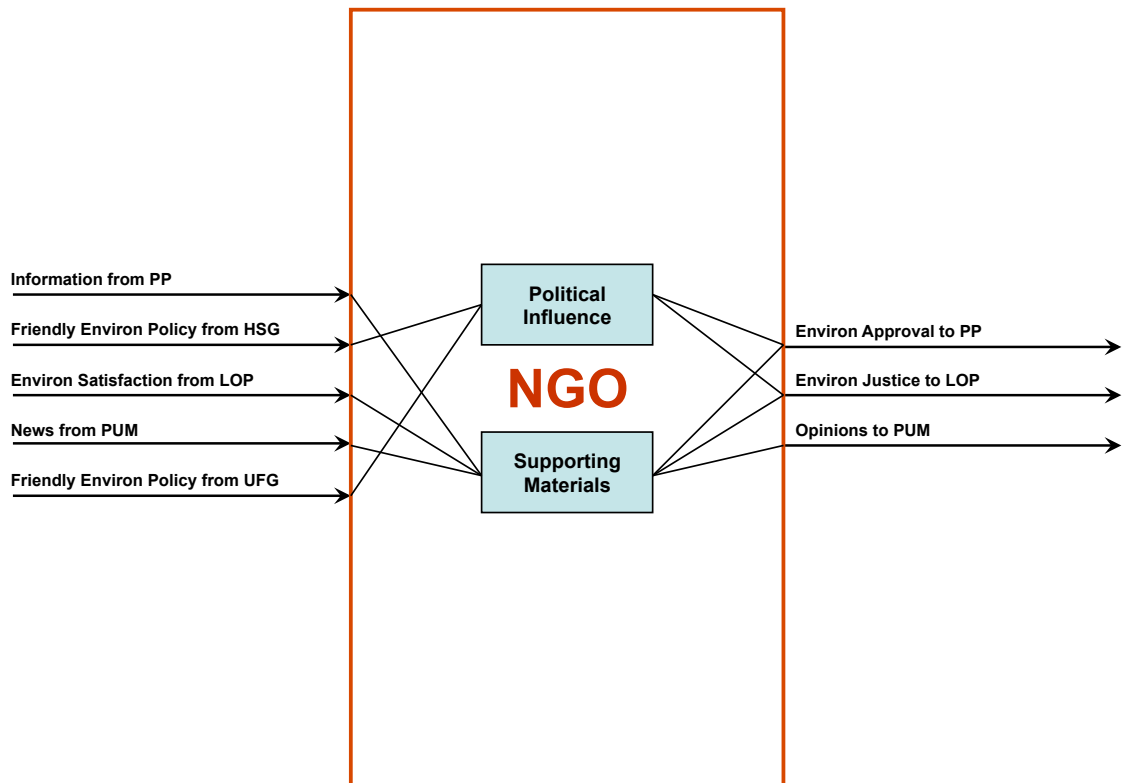 Information from PP
Friendly Environ Policy from HSG
Environ Satisfaction from LOP
News from PUM
Friendly Environ Policy from UFG
Political
Influence
NGO
Supporting
Materials
Environ Approval to PP
Environ Justice to LOP
Opinions to PUM